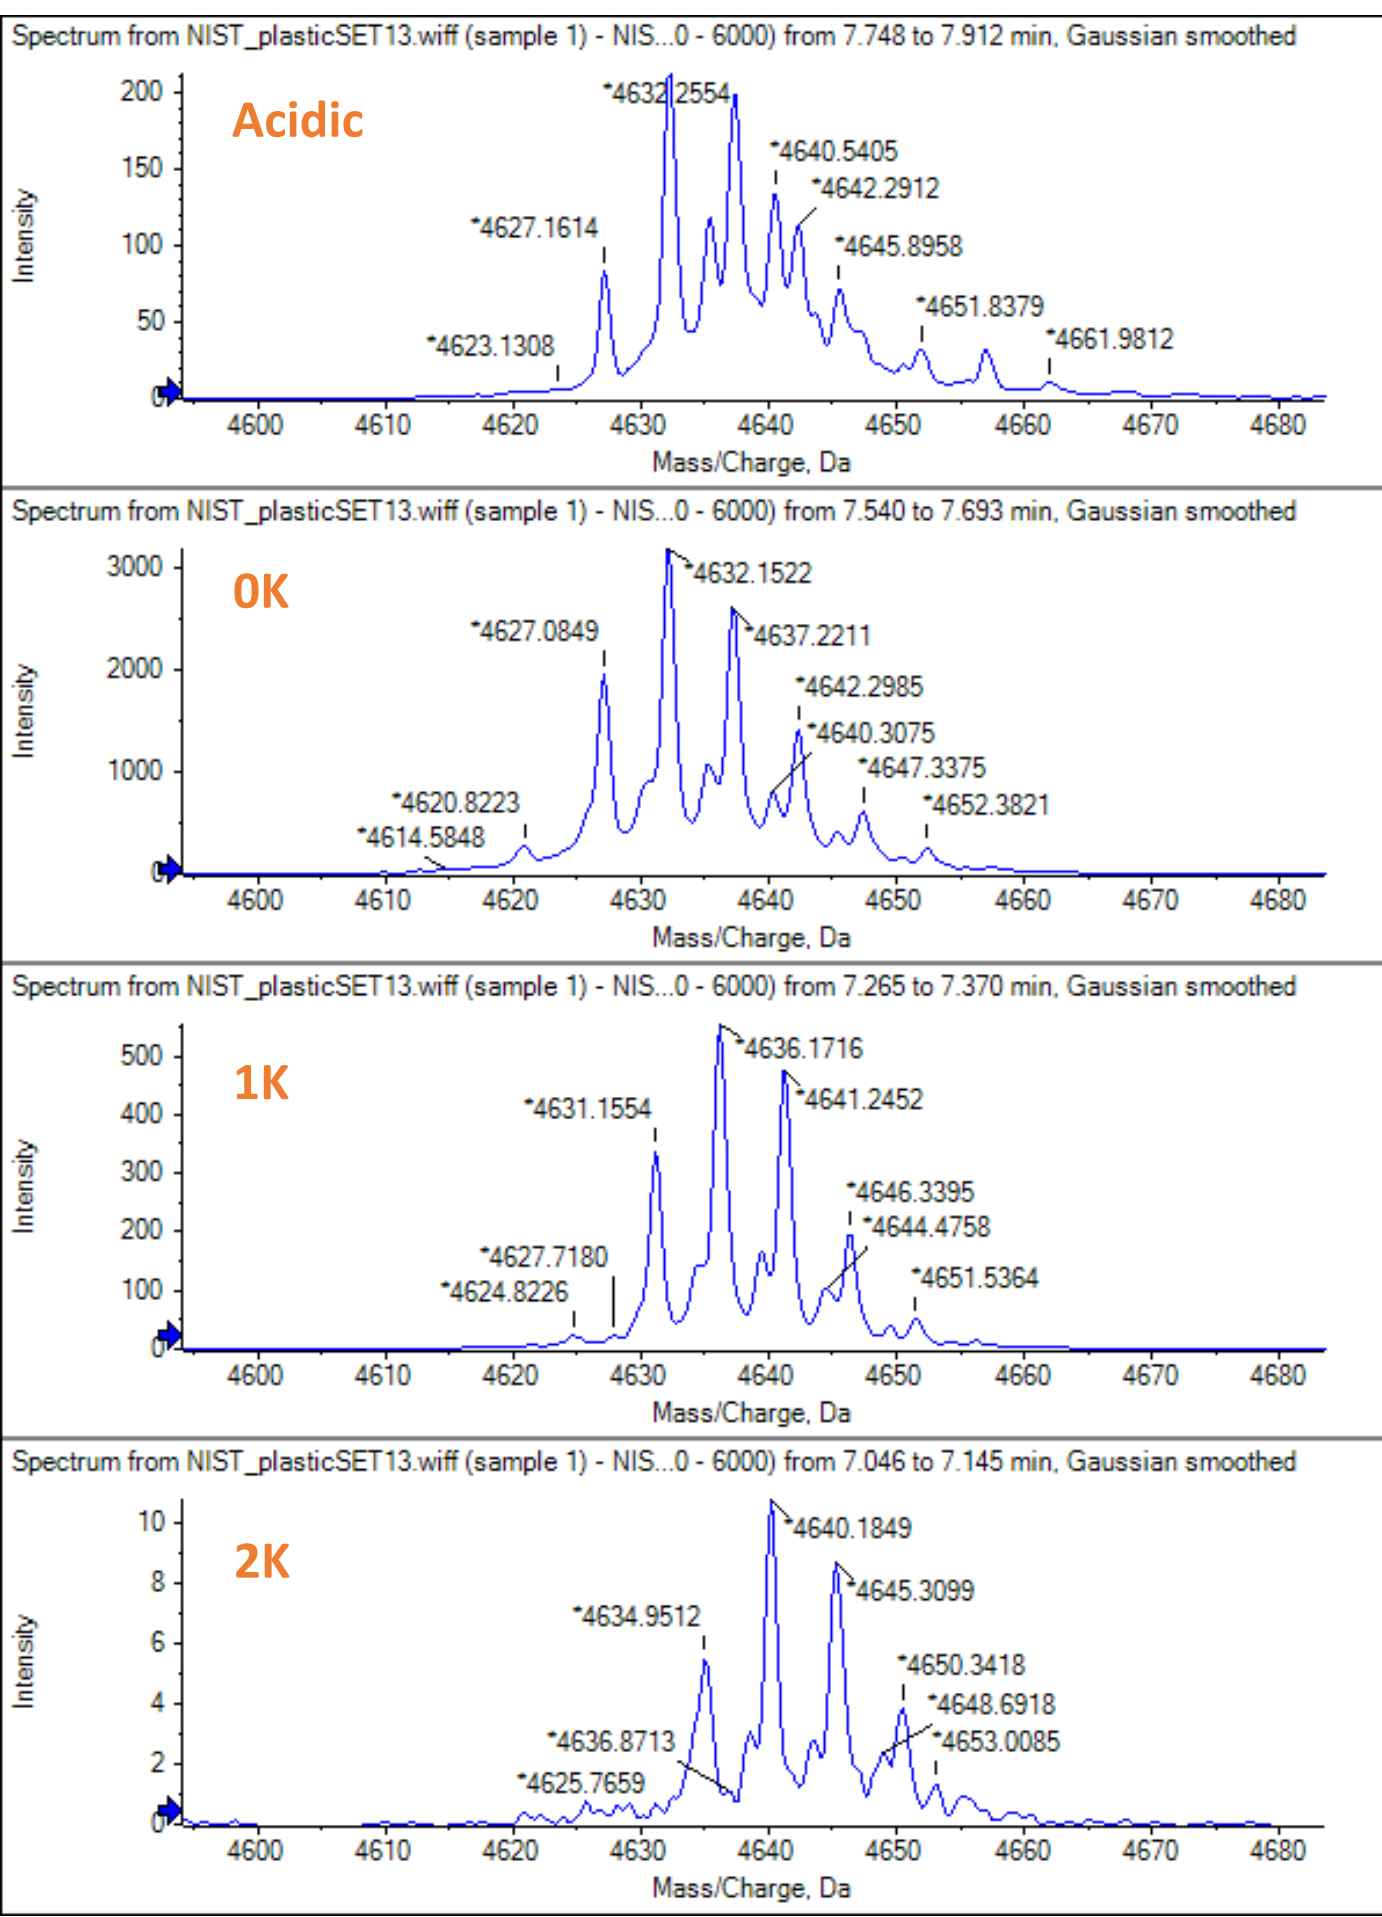 Spectrum from NIST_plasticSET13.wiff (sample 1) - NIS...0 - 6000) from 7.748 to 7.912 min, Gaussian smoothed
Acidic
*4632.2554
*4640.5405
*4642.2912
*4627.1614
*4645.8958
*4651.8379
*4623.1308
*4661.9812
200
150
100
50
0
Intensity
4600 4610 4620 4630 4640 4650 4660 4670 4680
Mass/Charge, Da
Spectrum from NIST_plasticSET13.wiff (sample 1) - NIS...0 - 6000) from 7.540 to 7.693 min, Gaussian smoothed
0K
*4632.1522
*4627.0849
*4637.2211
*4642.2985
*4640.3075
*4647.3375
*4620.8223
*4652.3821
*4614.5848
3000
2000
1000
0
Intensity
4600 4610 4620 4630 4640 4650 4660 4670 4680
Mass/Charge, Da
Spectrum from NIST_plasticSET13.wiff (sample 1) - NIS...0 - 6000) from 7.265 to 7.370 min, Gaussian smoothed
1K
*4636.1716
*4631.1554
*4641.2452
*4646.3395
*4644.4758
*4627.7180
*4651.5364
*4624.8226
500
400
300
200
100
0
Intensity
4600 4610 4620 4630 4640 4650 4660 4670 4680
Mass/Charge, Da
Spectrum from NIST_plasticSET13.wiff (sample 1) - NIS...0 - 6000) from 7.046 to 7.145 min, Gaussian smoothed
2K
*4640.1849
*4645.3099
*4634.9512
*4650.3418
*4648.6918
*4636.8713
*4653.0085
*4625.7659
10
8
6
4
2
0
Intensity
4600 4610 4620 4630 4640 4650 4660 4670 4680
Mass/Charge, Da